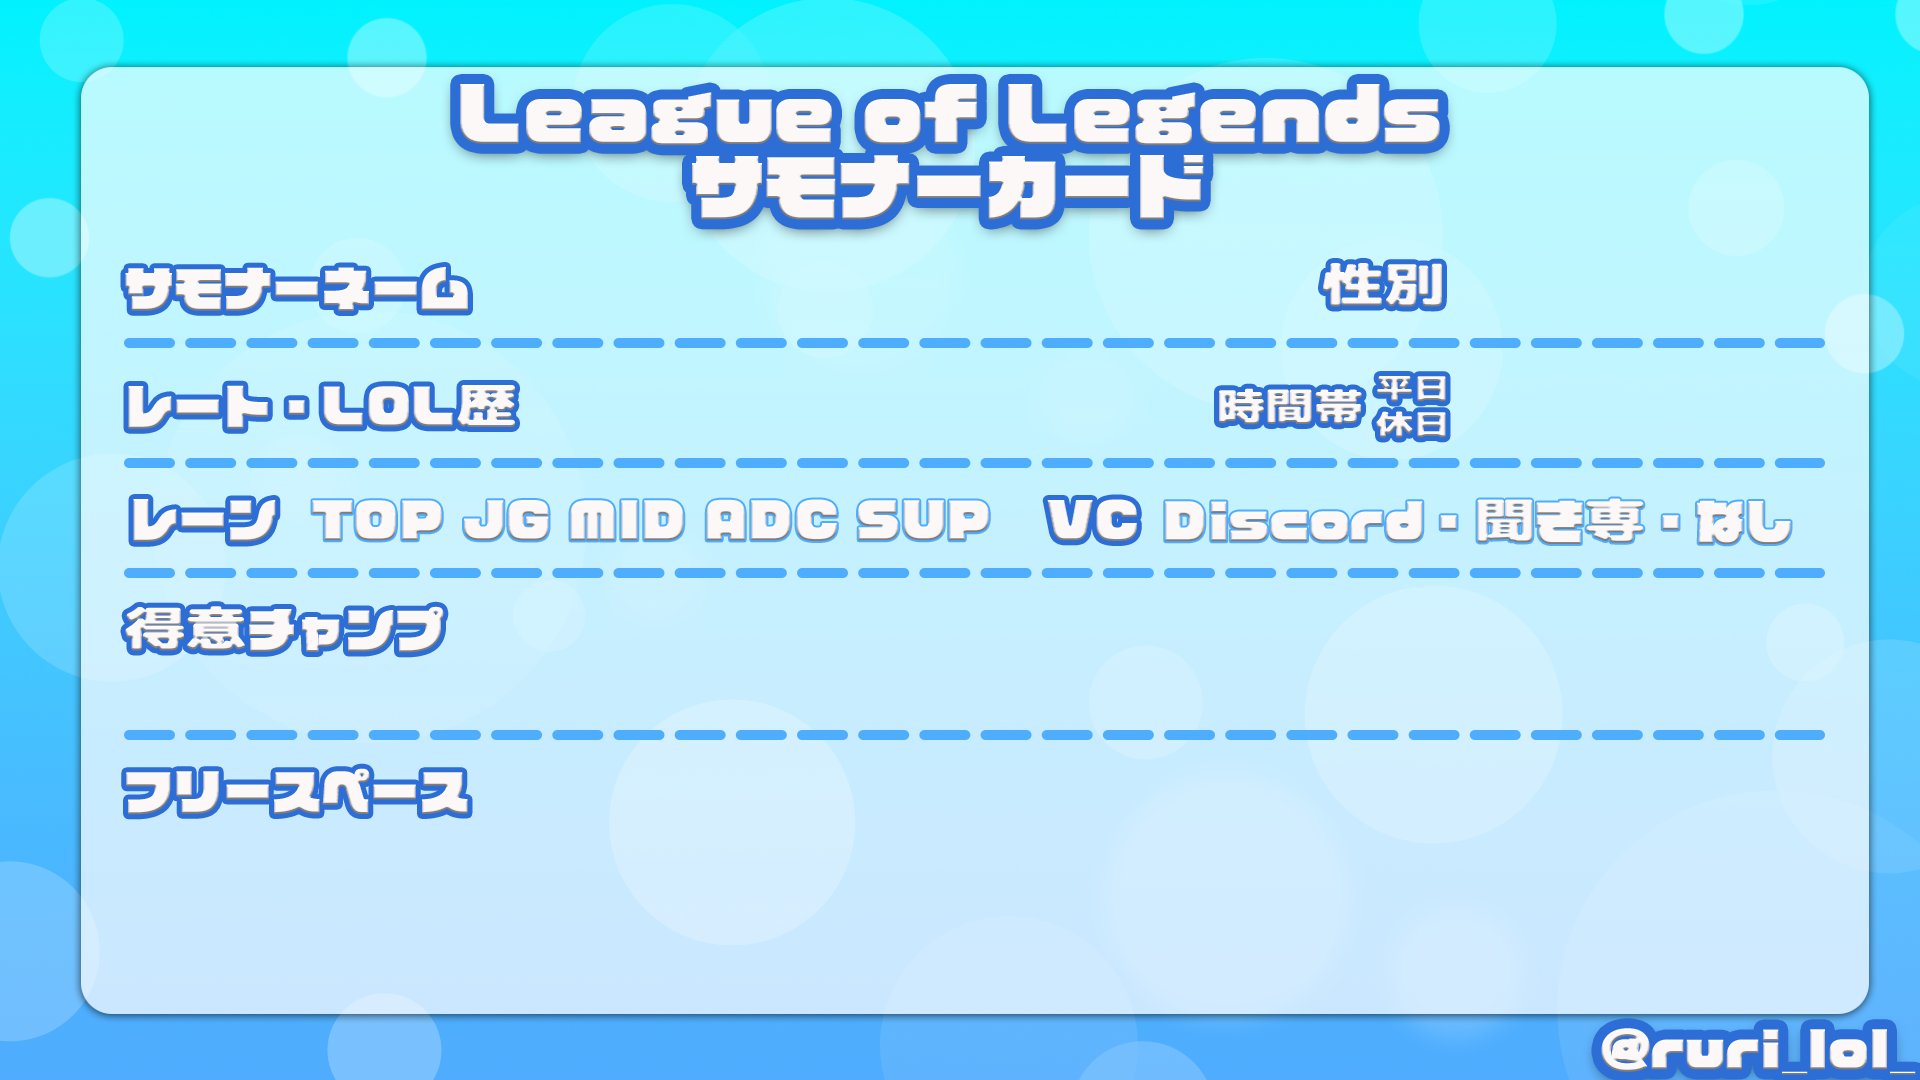 League of Legends
サモナーカード
サモナーネーム 性別
レート・LOL歴 時間帯 平日
休日
レーン TOP JG MID ADC SUP VC Discord・聞き専・なし
得意チャンプ
フリースペース
@ruri_lol_